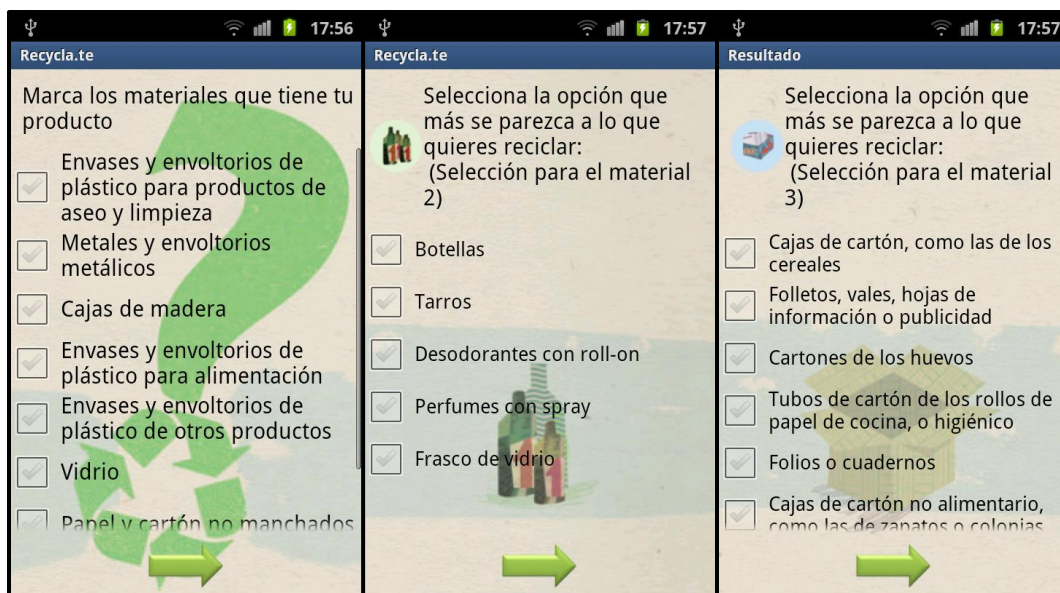 17:56
Recycla.te
Marca los materiales que tiene tu
producto
Envases y envoltorios de
plástico para productos de
aseo y limpieza
Metales y envoltorios
metálicos
Cajas de madera
Envases y envoltorios de
plástico para alimentación
Envases y envoltorios de
plástico de otros productos
Vidrio
Papel y cartón no manchados
17:57
Recycla.te
Selecciona la opción que
más se parezca a lo que
quieres reciclar:
(Selección para el material
2)
Botellas
Tarros
Desodorantes con roll-on
Perfumes con spray
Frasco de vidrio
17:57
Resultado
Selecciona la opción que
más se parezca a lo que
quieres reciclar:
(Selección para el material
3)
Cajas de cartón, como las de los
cereales
Folletos, vales, hojas de
información o publicidad
Cartones de los huevos
Tubos de cartón de los rollos de
papel de cocina, o higiénico
Folios o cuadernos
Cajas de cartón no alimentario,
como las de zapatos o colonias